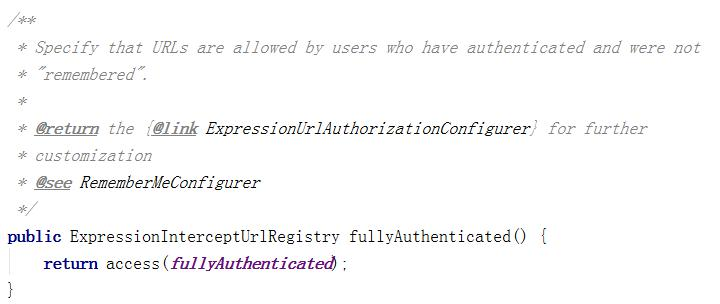 /**
 * Specify that URLs are allowed by users who have authenticated and were not
 * "remembered".
 *
 * @return the {@link ExpressionUrlAuthorizationConfigurer} for further
 * customization
 * @see RememberMeConfigurer
 */
public ExpressionInterceptUrlRegistry fullyAuthenticated() {
    return access(fullyAuthenticated);
}